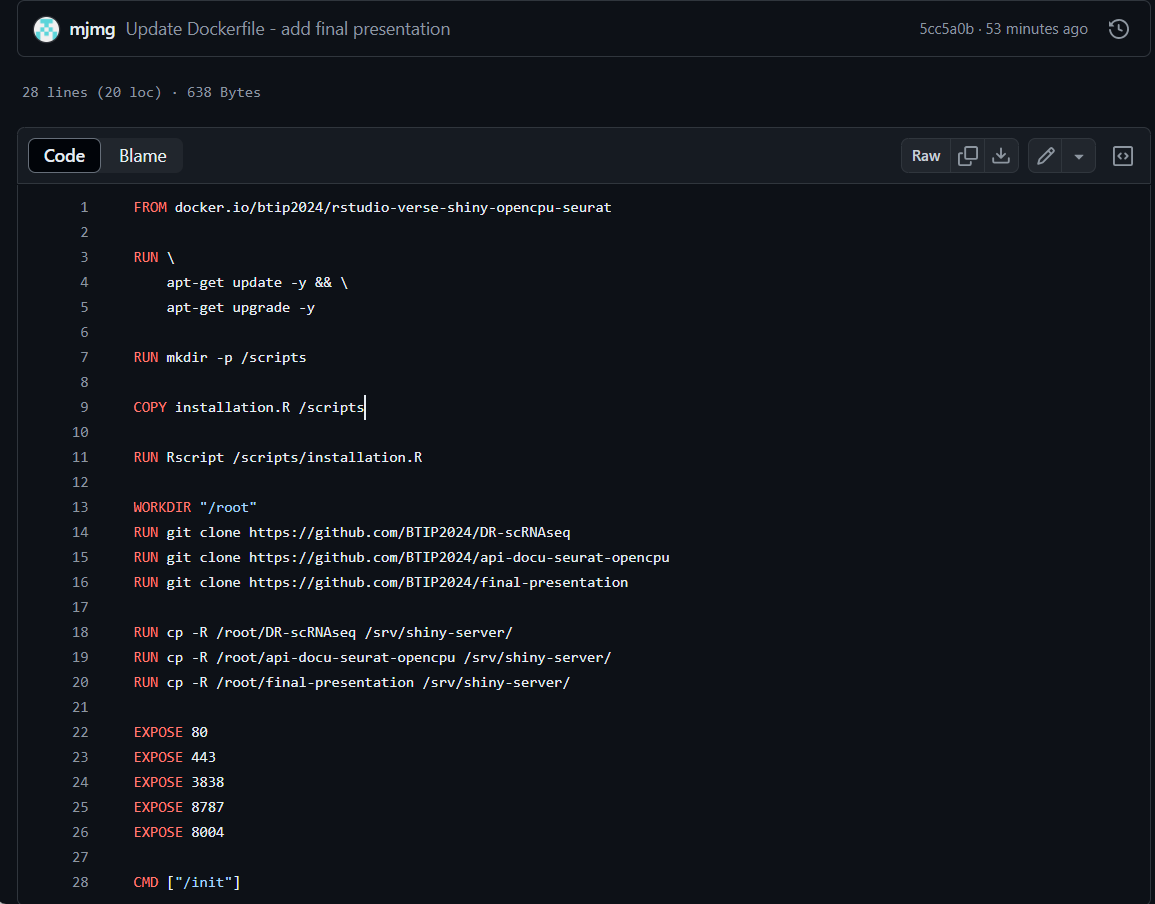 mjmg Update Dockerfile - add final presentation 5cc5a0b · 53 minutes ago
28 lines (20 loc) · 638 Bytes
Code Blame Raw
1 FROM docker.io/btip2024/rstudio-verse-shiny-opencpu-seurat
2
3 RUN \
4 apt-get update -y && \
5 apt-get upgrade -y
6
7 RUN mkdir -p /scripts
8
9 COPY installation.R /scripts
10
11 RUN Rscript /scripts/installation.R
12
13 WORKDIR "/root"
14 RUN git clone https://github.com/BTIP2024/DR-scRNAseq
15 RUN git clone https://github.com/BTIP2024/api-docu-seurat-opencpu
16 RUN git clone https://github.com/BTIP2024/final-presentation
17
18 RUN cp -R /root/DR-scRNAseq /srv/shiny-server/
19 RUN cp -R /root/api-docu-seurat-opencpu /srv/shiny-server/
20 RUN cp -R /root/final-presentation /srv/shiny-server/
21
22 EXPOSE 80
23 EXPOSE 443
24 EXPOSE 3838
25 EXPOSE 8787
26 EXPOSE 8004
27
28 CMD ["/init"]